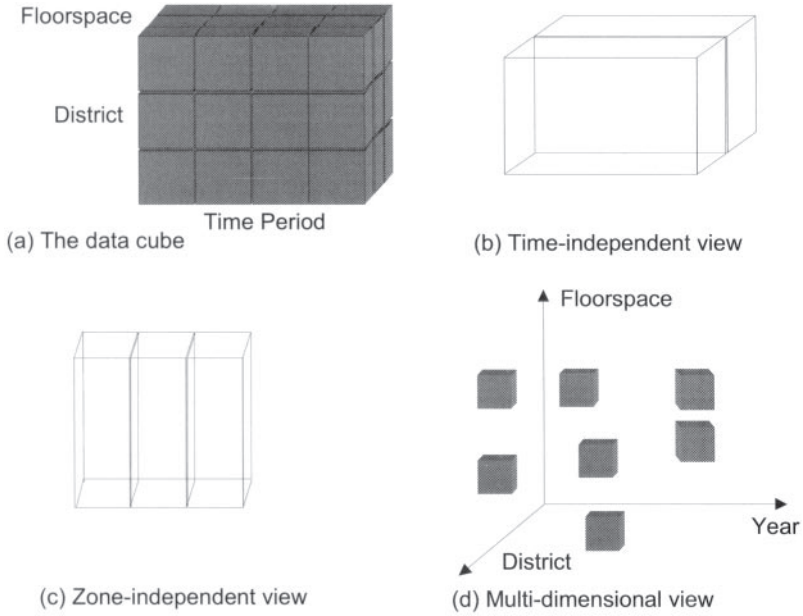 Floorspace
District
Time Period
(a) The data cube
(b) Time-independent view
(c) Zone-independent view
Floorspace
Year
District
(d) Multi-dimensional view